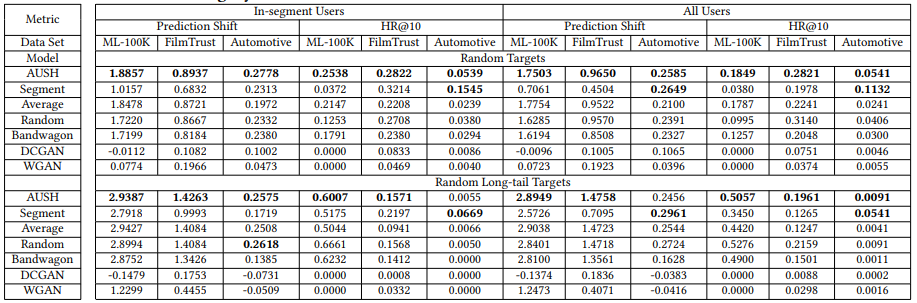 In-segment Users All Users
Metric Prediction Shift HR@10 Prediction Shift HR@10
Data Set ML-100K FilmTrust Automotive ML-100K FilmTrust Automotive ML-100K FilmTrust Automotive ML-100K FilmTrust Automotive
Model Random Targets
AUSH 1.8857 0.8937 0.2778 0.2538 0.2822 0.0539 1.7503 0.9650 0.2585 0.1849 0.2821 0.0541
Segment 1.0157 0.6832 0.2313 0.0372 0.3214 0.1545 0.7061 0.4504 0.2649 0.0380 0.1978 0.1132
Average 1.8478 0.8721 0.1972 0.2147 0.2208 0.0239 1.7754 0.9522 0.2100 0.1787 0.2241 0.0241
Random 1.7220 0.8667 0.2332 0.1253 0.2708 0.0380 1.6285 0.9570 0.2391 0.0995 0.3140 0.0406
Bandwagon 1.7199 0.8184 0.2380 0.1791 0.2380 0.0294 1.6194 0.8508 0.2327 0.1257 0.2048 0.0300
DCGAN -0.0112 0.1082 0.1002 0.0000 0.0833 0.0086 -0.0096 0.1005 0.1065 0.0000 0.0751 0.0046
WGAN 0.0774 0.1966 0.0473 0.0000 0.0469 0.0040 0.0723 0.1923 0.0396 0.0000 0.0374 0.0055
Random Long-tail Targets
AUSH 2.9387 1.4263 0.2575 0.6007 0.1571 0.0055 2.8949 1.4758 0.2456 0.5057 0.1961 0.0091
Segment 2.7918 0.9993 0.1719 0.5175 0.2197 0.0669 2.5726 0.7095 0.2961 0.3450 0.1265 0.0541
Average 2.9427 1.4084 0.2508 0.5044 0.0941 0.0066 2.9038 1.4723 0.2544 0.4420 0.1247 0.0041
Random 2.8994 1.4084 0.2618 0.6661 0.1568 0.0050 2.8401 1.4718 0.2724 0.5276 0.2159 0.0091
Bandwagon 2.8752 1.3426 0.1385 0.6232 0.1412 0.0000 2.8100 1.3561 0.1628 0.4900 0.1501 0.0011
DCGAN -0.1479 0.1753 -0.0731 0.0000 0.0008 0.0000 -0.1374 0.1836 -0.0383 0.0000 0.0088 0.0002
WGAN 1.2299 0.4455 -0.0509 0.0000 0.0332 0.0000 1.2473 0.4071 -0.0416 0.0000 0.0298 0.0016